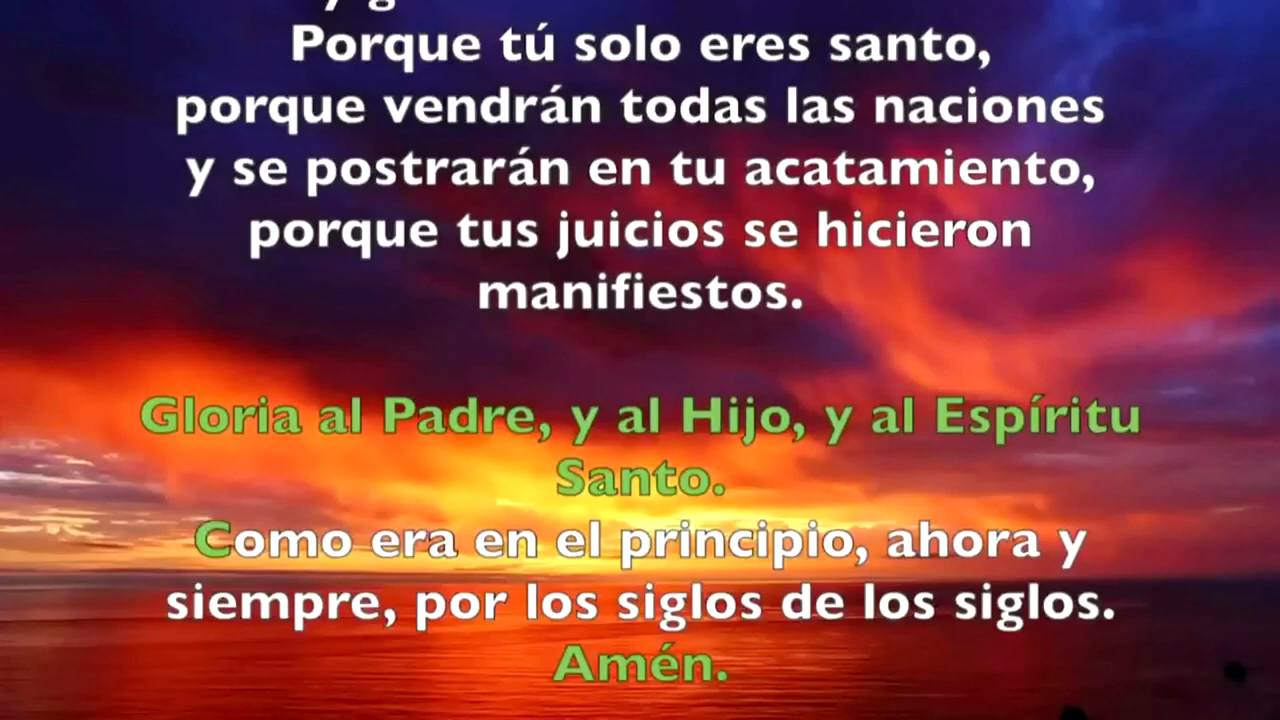 Porque tú solo eres santo,
porque vendrán todas las naciones
y se postrarán en tu acatamiento,
porque tus juicios se hicieron
manifiestos.
Gloria al Padre, y al Hijo, y al Espíritu
Santo.
Como era en el principio, ahora y
siempre, por los siglos de los siglos.
Amén.